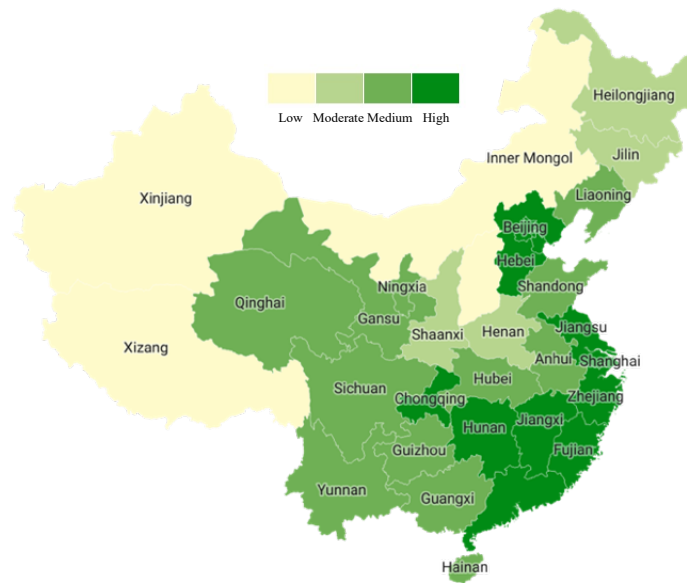 Low Moderate Medium High
Heilongjiang
Jilin
Inner Mongol
Liaoning
Xinjiang
Beijing
Hebei
Ningxia
Shandong
Qinghai
Gansu
Jiangsu
Shaanxi
Henan
Xizang
Anhui
Shanghai
Hubei
Sichuan
Chongqing
Zhejiang
Jiangxi
Hunan
Guizhou
Fujian
Yunnan
Guangxi
Hainan